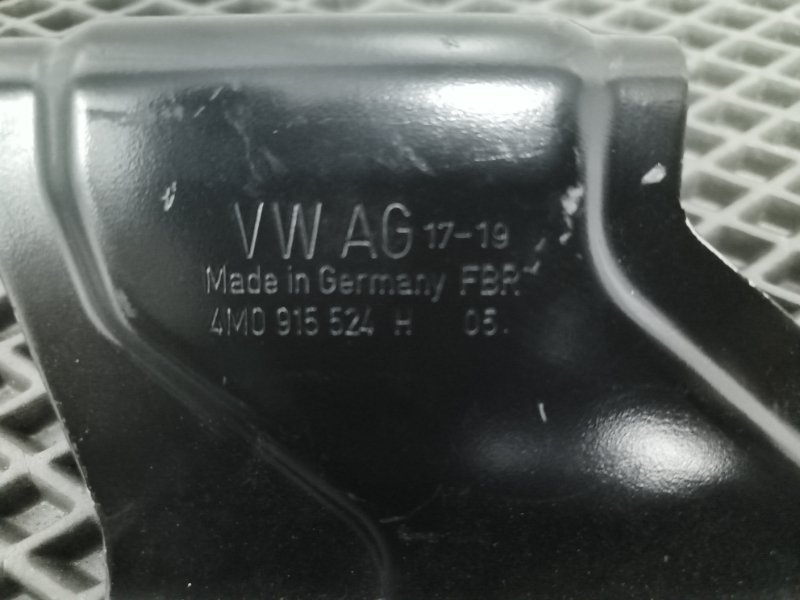 VW AG 17-19
Made in Germany FBR
4M0 915 524 H 05.